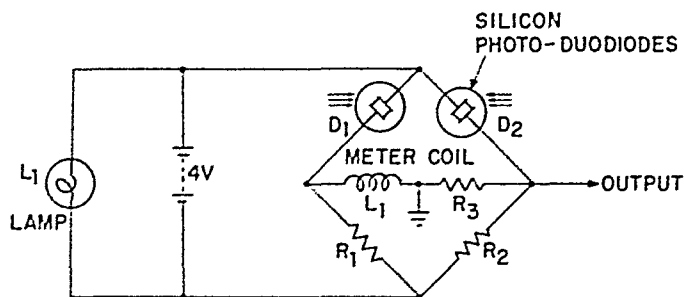 SILICON
PHOTO-DUODIODES
D1
D2
METER COIL
L1
LAMP
4V
L1
R3
OUTPUT
R1
R2